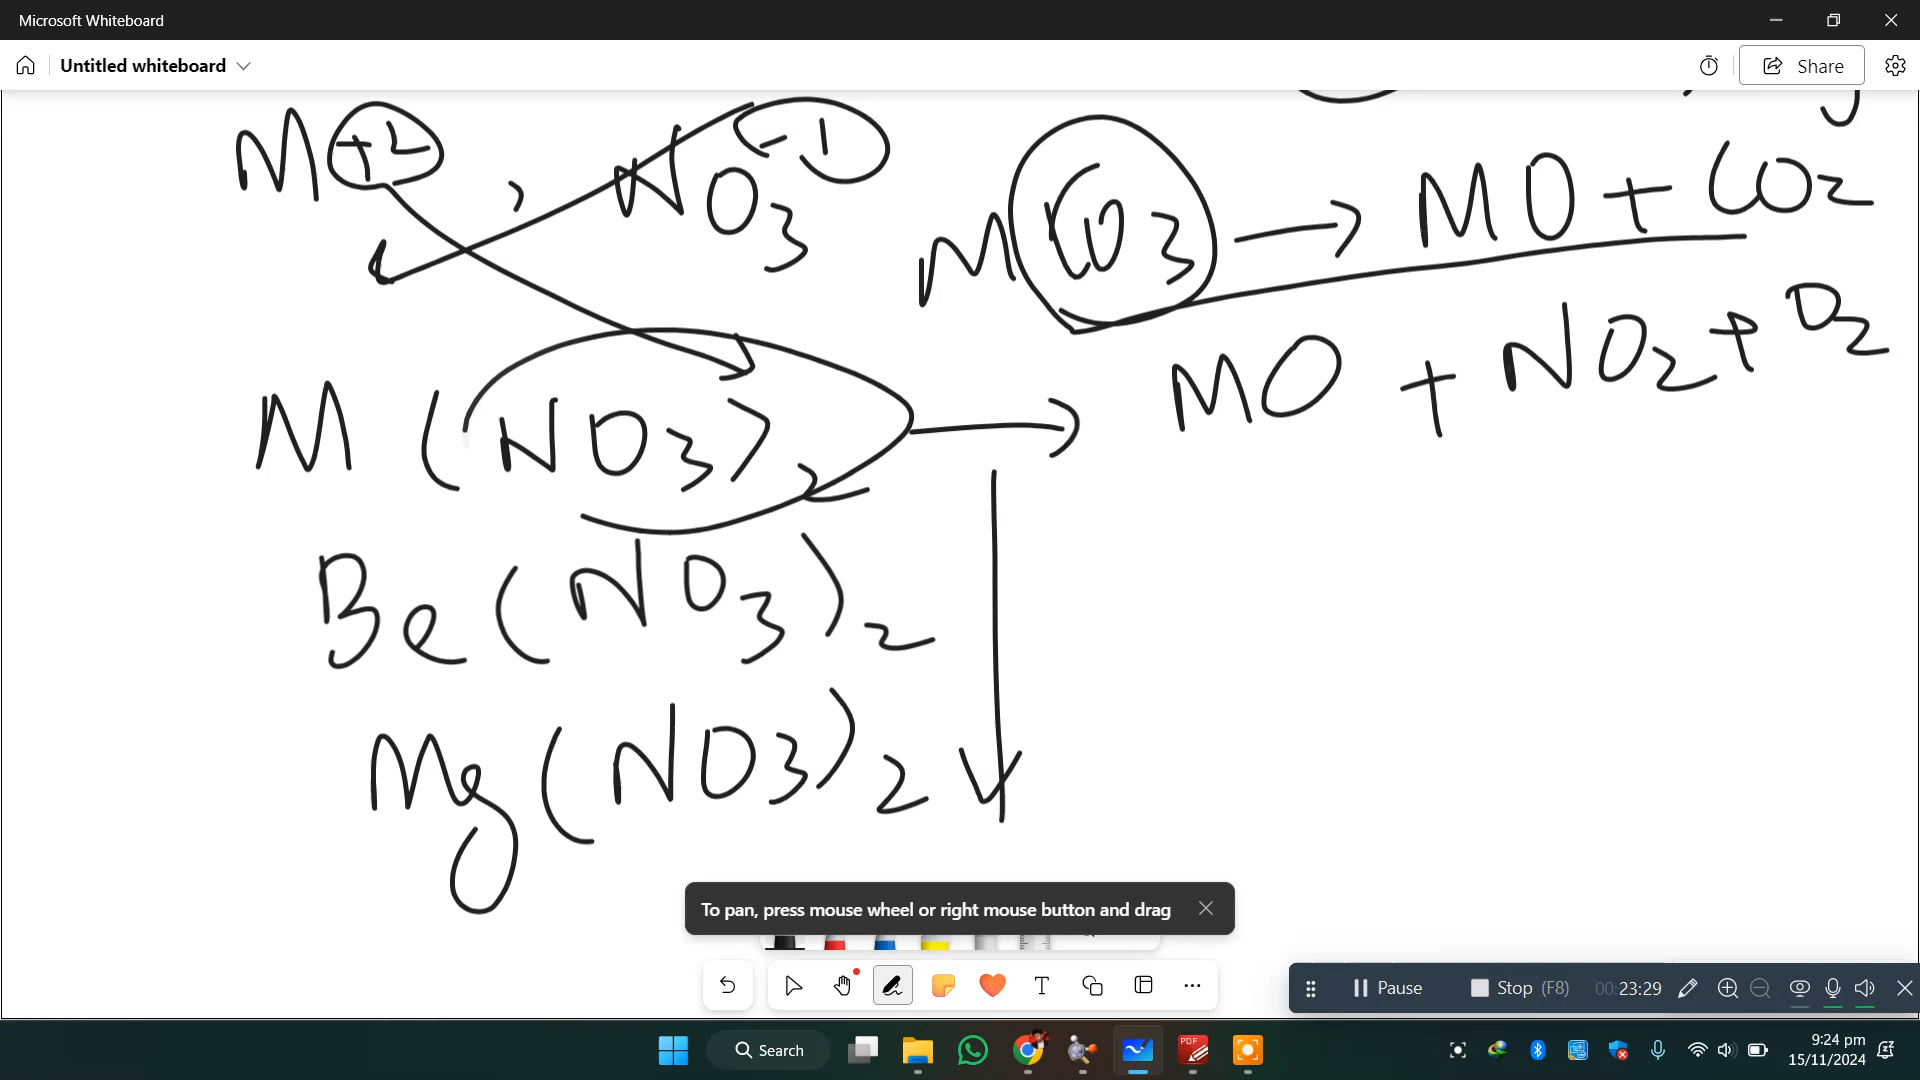 Microsoft Whiteboard
Untitled whiteboard
Share
M+2 , NO3-1
MCO3 → MO + CO2
M(NO3)2 → MO + NO2 + O2
Be(NO3)2
Mg(NO3)2
To pan, press mouse wheel or right mouse button and drag
Pause Stop (F8) 00:23:29
Search
PDF
9:24 pm
15/11/2024